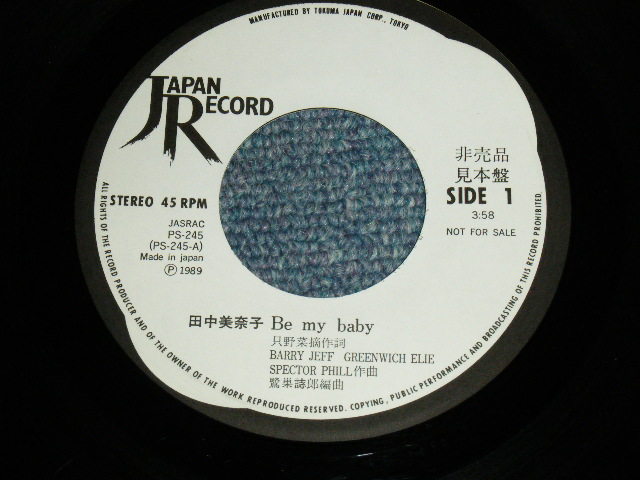 MANUFACTURED BY TOKUMA JAPAN CORP., TOKYO
JAPAN
RECORD
非売品
見本盤
STEREO 45 RPM
SIDE 1
JASRAC
PS-245
(PS-245-A)
Made in japan
Ⓟ1989
3:58
NOT FOR SALE
田中美奈子 Be my baby
只野菜摘作詞
BARRY JEFF GREENWICH ELIE
SPECTOR PHILL作曲
鷺巣詩郎編曲
ALL RIGHTS OF THE RECORD PRODUCER AND OF THE OWNER OF THE WORK REPRODUCED RESERVED. COPYING, PUBLIC PERFORMANCE AND BROADCASTING OF THIS RECORD PROHIBITED.